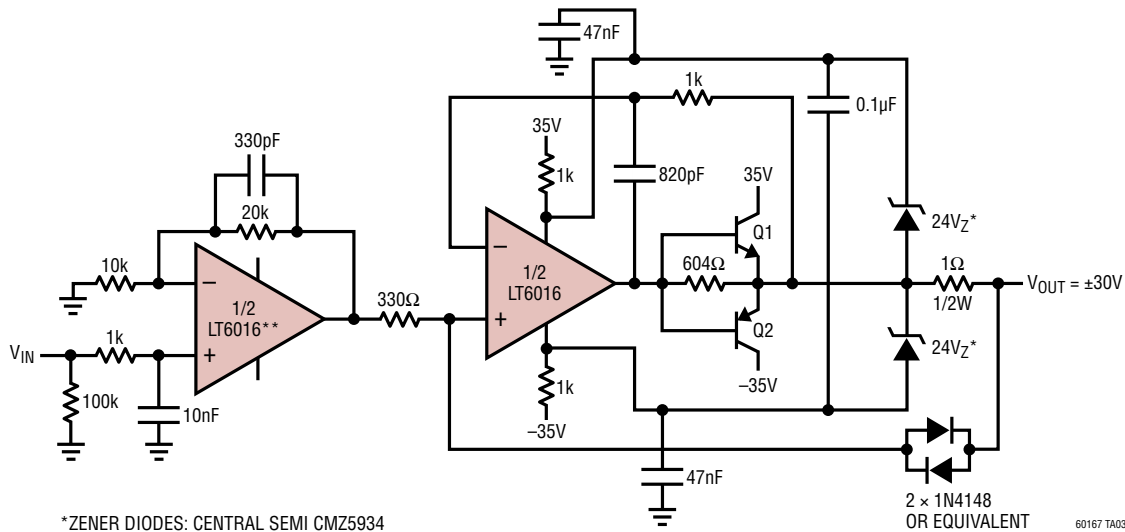 47nF
1k
0.1µF
330pF
35V
1k
820pF
35V
20k
Q1
24VZ*
10k
–
1/2
LT6016**
+
330Ω
–
1/2
LT6016
+
604Ω
1Ω
1/2W
VOUT = ±30V
VIN
1k
Q2
24VZ*
100k
10nF
1k
–35V
–35V
47nF
2 × 1N4148
OR EQUIVALENT
*ZENER DIODES: CENTRAL SEMI CMZ5934
60167 TA03